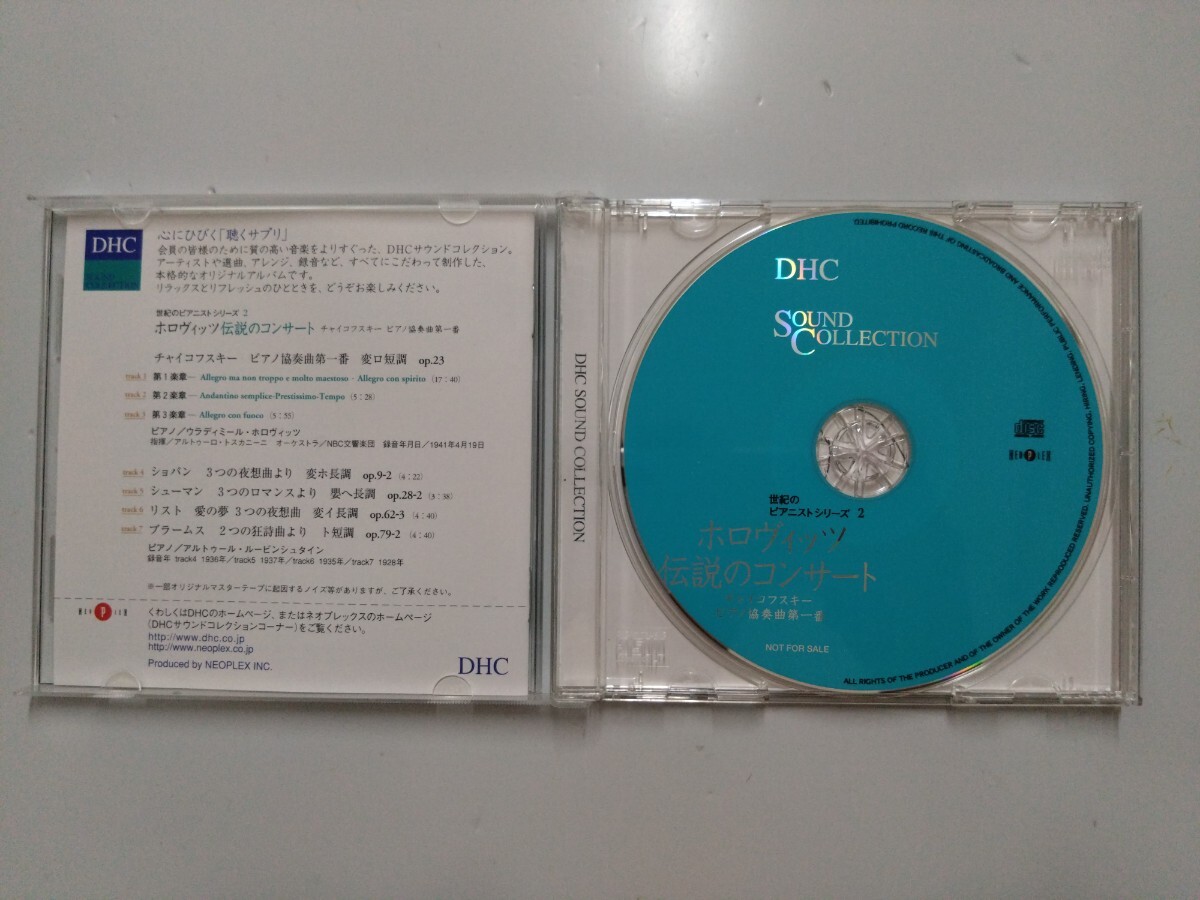 DHC
SOUND
COLLECTION
心にひびく「聴くサプリ」
会員の皆様のために質の高い音楽をよりすぐった、DHCサウンドコレクション。
アーティストや選曲、アレンジ、録音など、すべてにこだわって制作した、
本格的なオリジナルアルバムです。
リラックスとリフレッシュのひとときを、どうぞお楽しみください。
世紀のピアニストシリーズ 2
ホロヴィッツ伝説のコンサート チャイコフスキー ピアノ協奏曲第一番
チャイコフスキー ピアノ協奏曲第一番 変ロ短調 op.23
track 1 第1楽章― Allegro ma non troppo e molto maestoso - Allegro con spirito (17:40)
track 2 第2楽章― Andantino semplice-Prestissimo-Tempo (5:28)
track 3 第3楽章― Allegro con fuoco (5:55)
ピアノ/ウラディミール・ホロヴィッツ
指揮/アルトゥーロ・トスカニーニ オーケストラ/NBC交響楽団 録音年月日/1941年4月19日
track 4 ショパン 3つの夜想曲より 変ホ長調 op.9-2 (4:22)
track 5 シューマン 3つのロマンスより 嬰ヘ長調 op.28-2 (3:38)
track 6 リスト 愛の夢 3つの夜想曲 変イ長調 op.62-3 (4:40)
track 7 ブラームス 2つの狂詩曲より ト短調 op.79-2 (4:40)
ピアノ/アルトゥール・ルービンシュタイン
録音年 track4 1936年/track5 1937年/track6 1935年/track7 1928年
※一部オリジナルマスターテープに起因するノイズ等がありますが、ご了承ください。
NEOPLEX
くわしくはDHCのホームページ、またはネオプレックスのホームページ
(DHCサウンドコレクションコーナー)をご覧ください。
http://www.dhc.co.jp
http://www.neoplex.co.jp
Produced by NEOPLEX INC.
DHC
DHC SOUND COLLECTION
DHC
SOUND
COLLECTION
NEOPLEX
世紀の
ピアニストシリーズ 2
ホロヴィッツ
伝説のコンサート
チャイコフスキー
ピアノ協奏曲第一番
NOT FOR SALE
ALL RIGHTS OF THE PRODUCER AND OF THE OWNER OF THE WORK REPRODUCED RESERVED. UNAUTHORIZED COPYING, HIRING, LENDING, PUBLIC PERFORMANCE AND BROADCASTING OF THIS RECORD PROHIBITED.